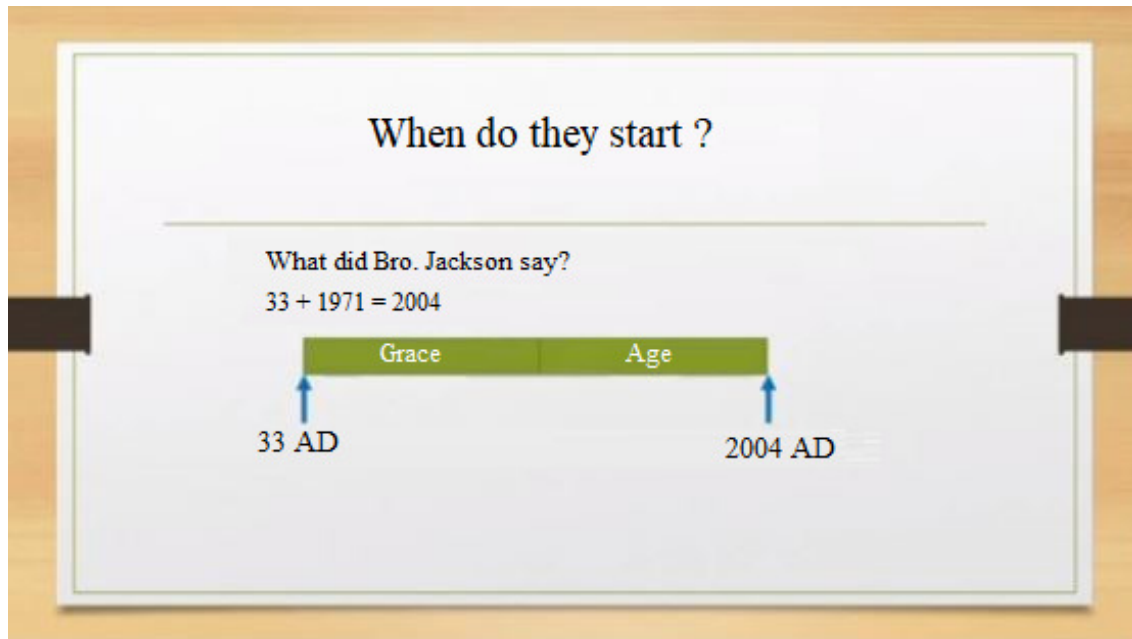 When do they start ?
What did Bro. Jackson say?
33 + 1971 = 2004
Grace Age
33 AD
2004 AD